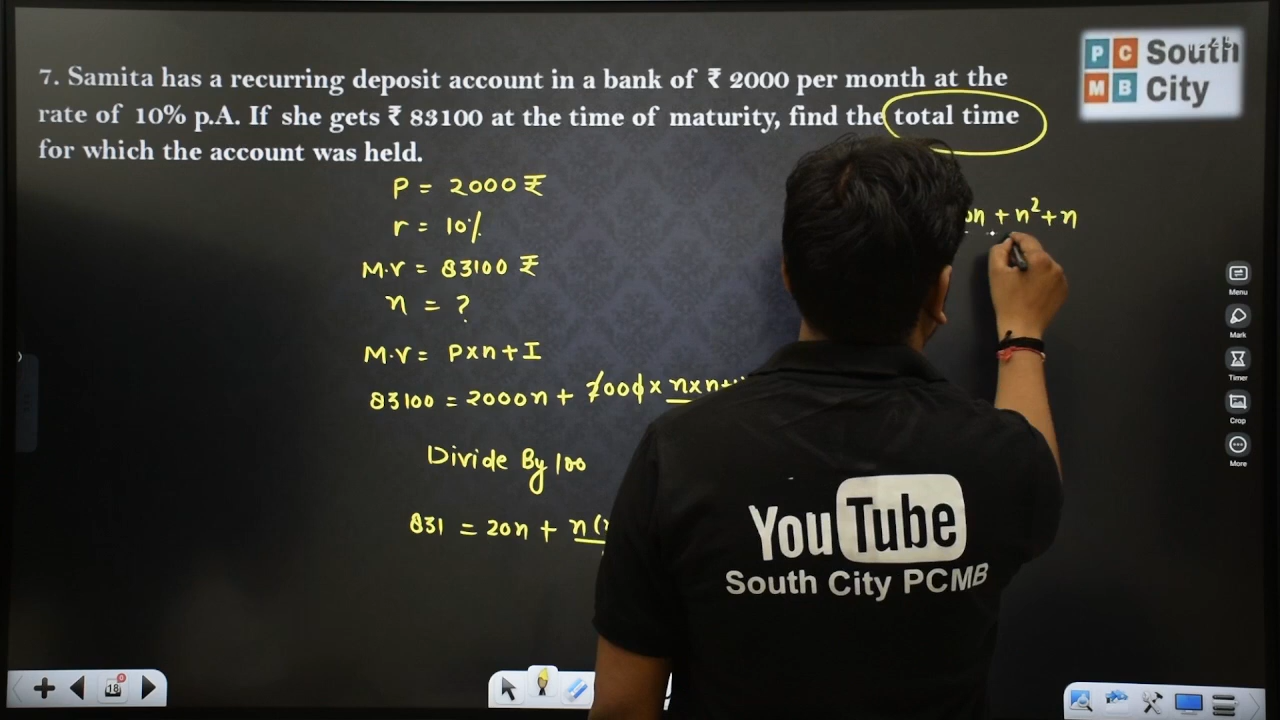 7. Samita has a recurring deposit account in a bank of ₹ 2000 per month at the
rate of 10% p.A. If she gets ₹ 83100 at the time of maturity, find the total time
for which the account was held.
P = 2000 ₹
r = 10%
M.V = 83100 ₹
n = ?
M.V = P×n+I
83100 = 2000n + 2000 × n×n+
Divide By 100
831 = 20n + n(
n + n² + n
PC South
MB City
Menu
Mark
Timer
Crop
More
YouTube
South City PCMB
18